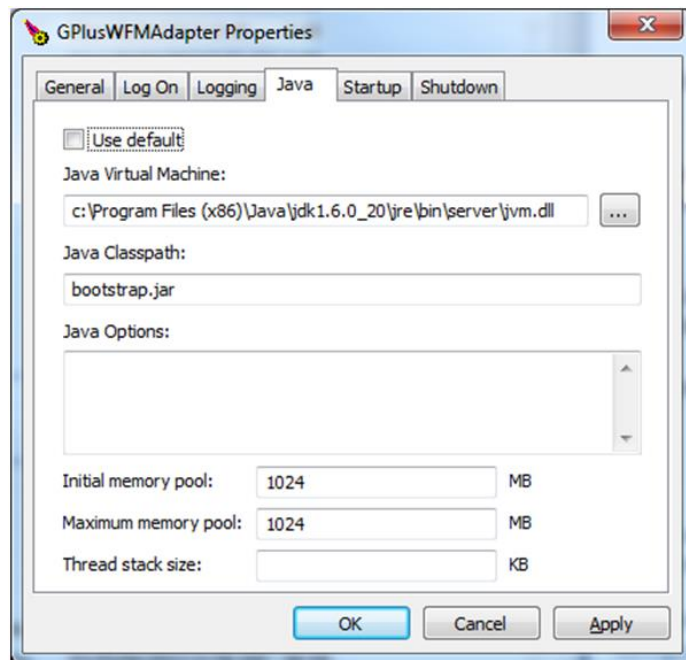 GPlusWFMAdapter Properties
General Log On Logging Java Startup Shutdown
Use default
Java Virtual Machine:
c:\Program Files (x86)\Java\jdk1.6.0_20\jre\bin\server\jvm.dll ...
Java Classpath:
bootstrap.jar
Java Options:
Initial memory pool: 1024 MB
Maximum memory pool: 1024 MB
Thread stack size: KB
OK Cancel Apply